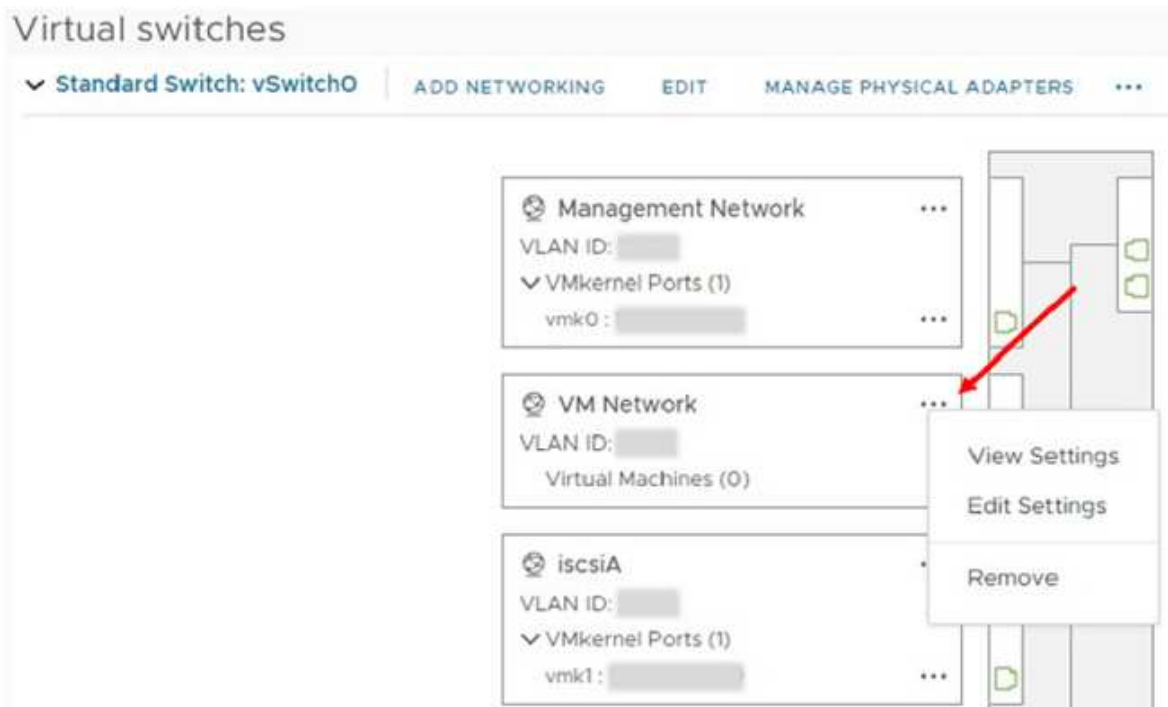 Virtual switches
Standard Switch: vSwitch0 ADD NETWORKING EDIT MANAGE PHYSICAL ADAPTERS ...
Management Network ...
VLAN ID:
VMkernel Ports (1)
vmk0 : ...
VM Network ...
VLAN ID:
Virtual Machines (0)
View Settings
Edit Settings
Remove
iscsiA
VLAN ID:
VMkernel Ports (1)
vmk1 : ...